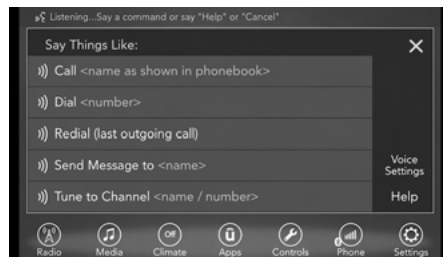 Listening...Say a command or say "Help" or "Cancel"
Say Things Like:
Call <name as shown in phonebook>
Dial <number>
Redial (last outgoing call)
Send Message to <name>
Tune to Channel <name / number>
Voice
Settings
Help
Off
ū
Radio
Media
Climate
Apps
Controls
Phone
Settings